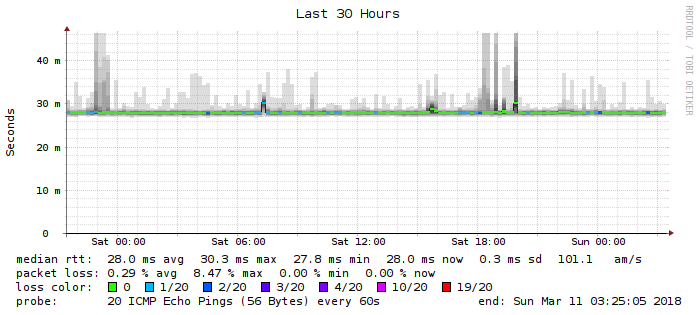 Last 30 Hours
RRDTOOL / TOBI OETIKER
Seconds
40 m
30 m
20 m
10 m
0
Sat 00:00 Sat 06:00 Sat 12:00 Sat 18:00 Sun 00:00
median rtt: 28.0 ms avg 30.3 ms max 27.8 ms min 28.0 ms now 0.3 ms sd 101.1 am/s
packet loss: 0.29 % avg 8.47 % max 0.00 % min 0.00 % now
loss color: 0 1/20 2/20 3/20 4/20 10/20 19/20
probe: 20 ICMP Echo Pings (56 Bytes) every 60s end: Sun Mar 11 03:25:05 2018